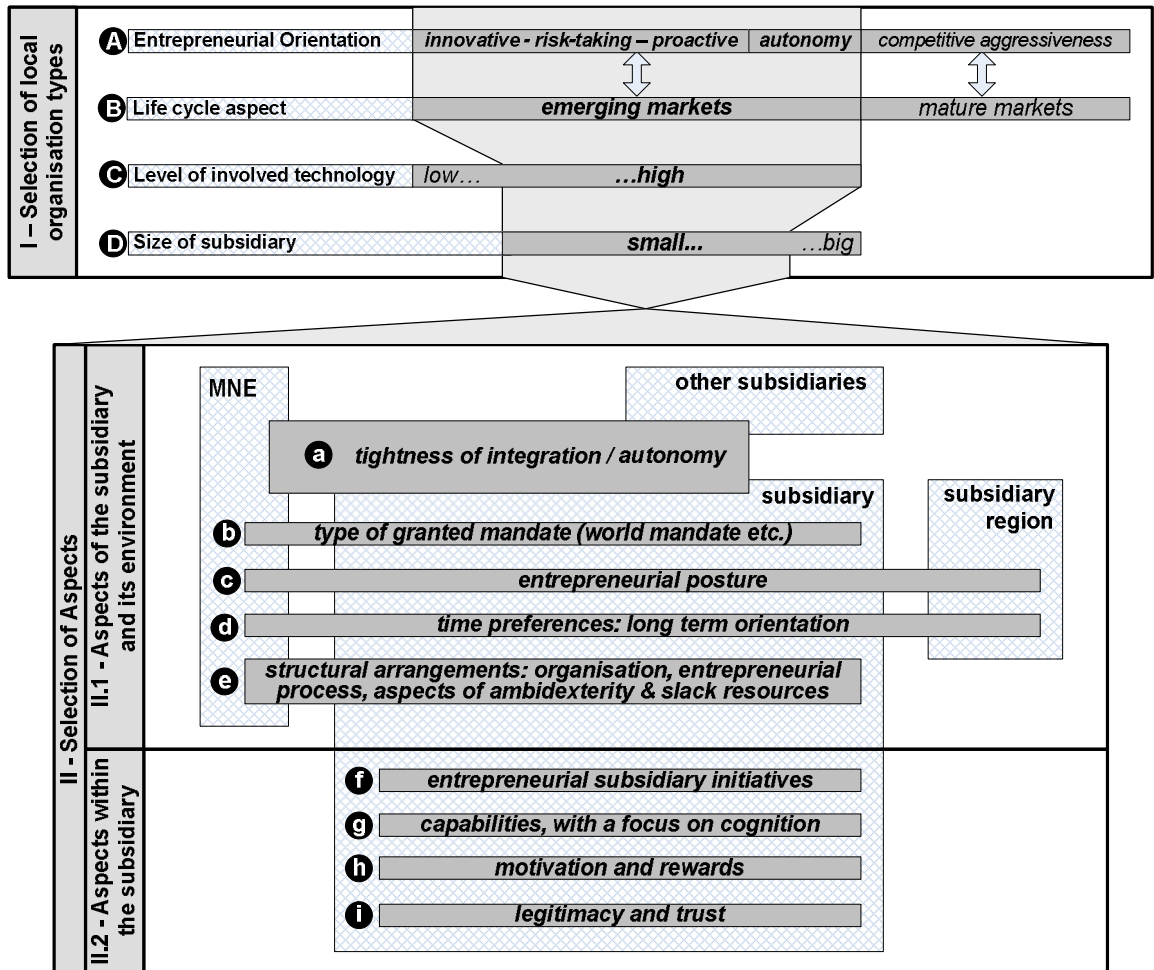 I – Selection of local
organisation types
A Entrepreneurial Orientation innovative - risk-taking – proactive autonomy competitive aggressiveness
B Life cycle aspect emerging markets mature markets
C Level of involved technology low… …high
D Size of subsidiary small... …big
II - Selection of Aspects
II.1 - Aspects of the subsidiary
and its environment
MNE
other subsidiaries
a tightness of integration / autonomy
subsidiary
subsidiary
region
b type of granted mandate (world mandate etc.)
c entrepreneurial posture
d time preferences: long term orientation
e structural arrangements: organisation, entrepreneurial
process, aspects of ambidexterity & slack resources
II.2 - Aspects within
the subsidiary
f entrepreneurial subsidiary initiatives
g capabilities, with a focus on cognition
h motivation and rewards
i legitimacy and trust